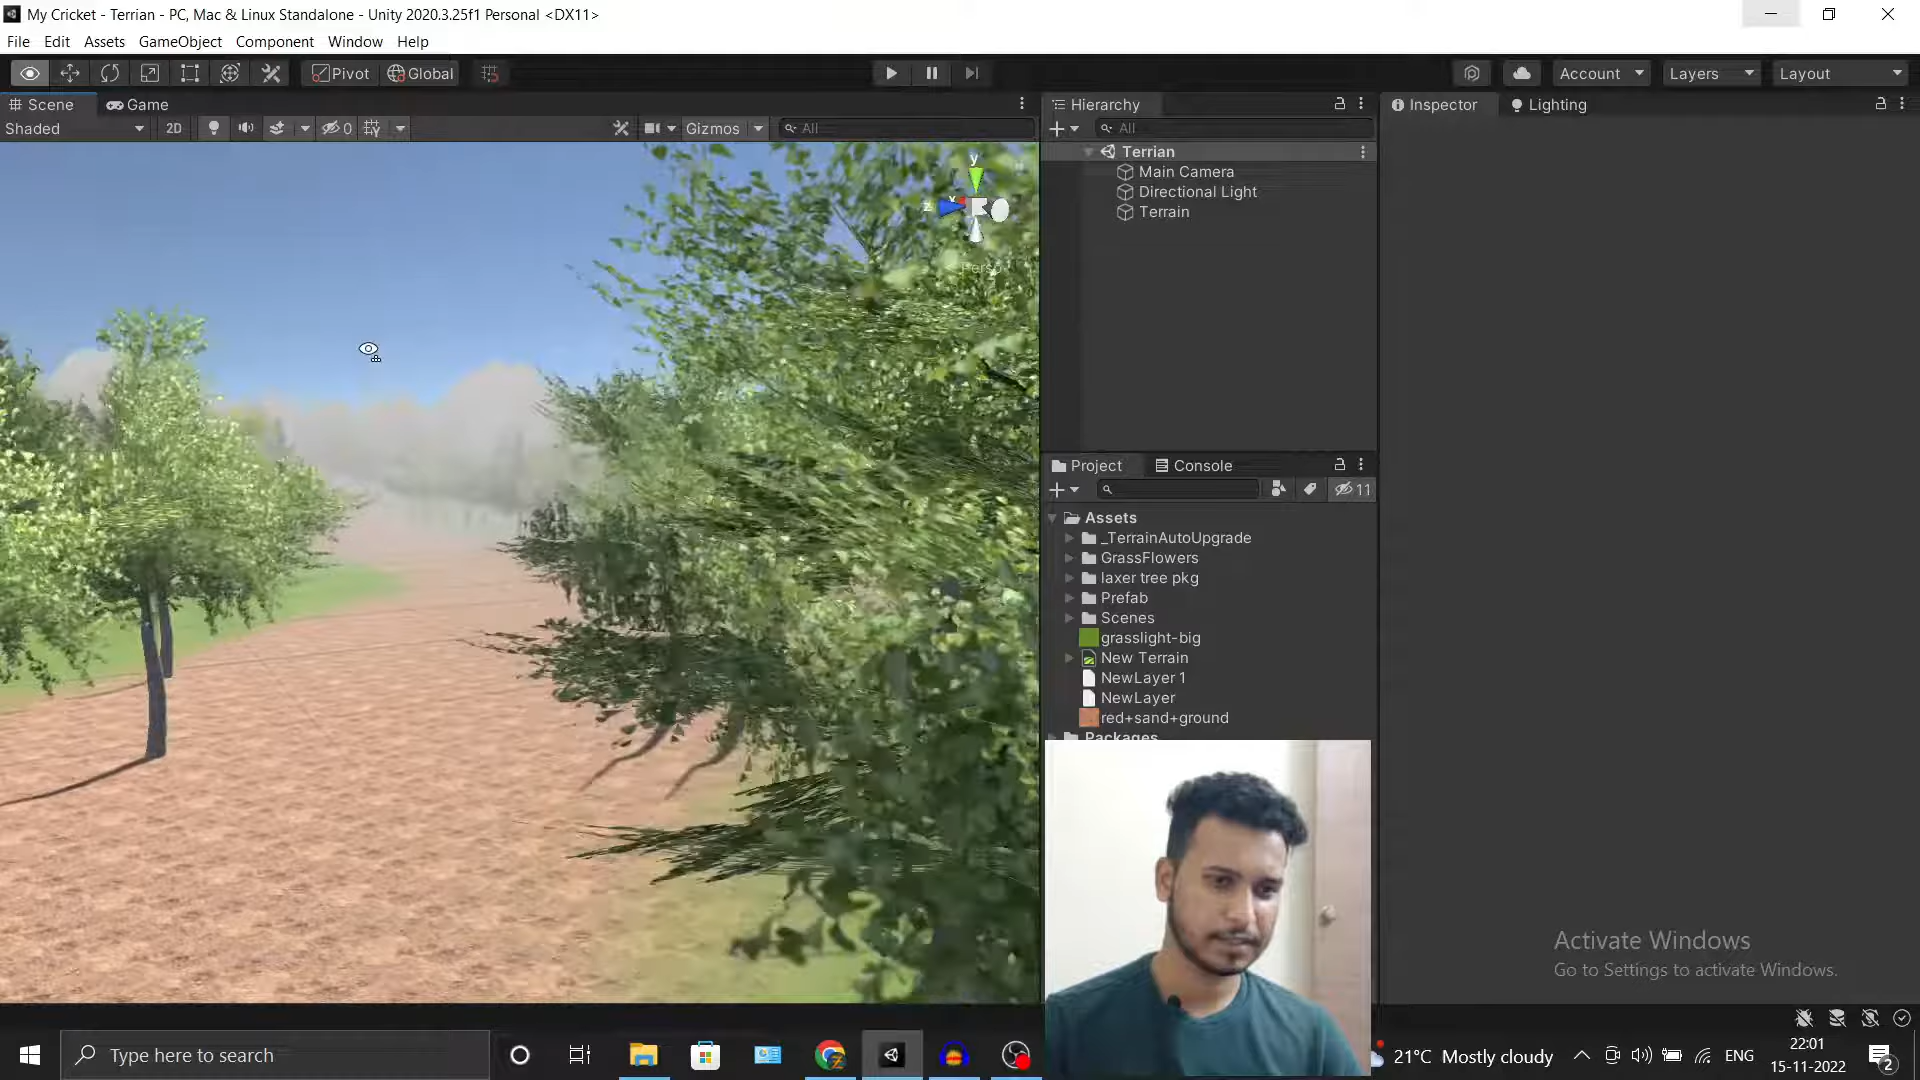 My Cricket - Terrian - PC, Mac & Linux Standalone - Unity 2020.3.25f1 Personal <DX11>
File Edit Assets GameObject Component Window Help
Pivot Global Account Layers Layout
Scene Game
Shaded 2D 0 Gizmos All
y
z
x
Persp
Hierarchy
All
Terrian
Main Camera
Directional Light
Terrain
Project Console
11
Assets
_TerrainAutoUpgrade
GrassFlowers
laxer tree pkg
Prefab
Scenes
grasslight-big
New Terrain
NewLayer 1
NewLayer
red+sand+ground
Packages
Inspector Lighting
Activate Windows
Go to Settings to activate Windows.
Type here to search
21°C Mostly cloudy
ENG
22:01
15-11-2022
2